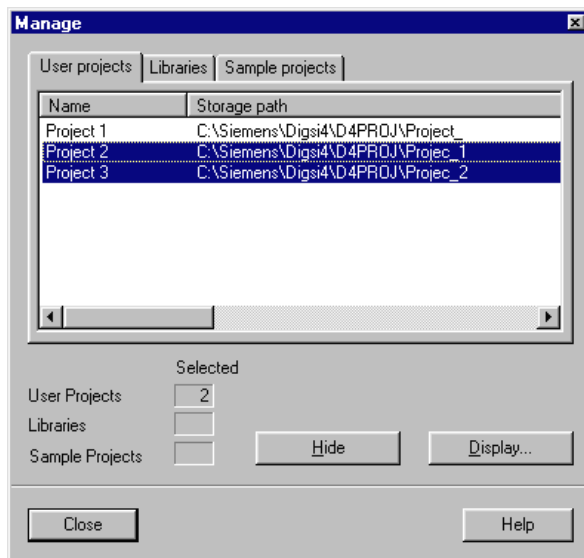 Manage
User projects Libraries Sample projects
Name Storage path
Project 1 C:\Siemens\Digsi4\D4PROJ\Project_
Project 2 C:\Siemens\Digsi4\D4PROJ\Projec_1
Project 3 C:\Siemens\Digsi4\D4PROJ\Projec_2
Selected
User Projects 2
Libraries
Sample Projects
Hide Display...
Close Help